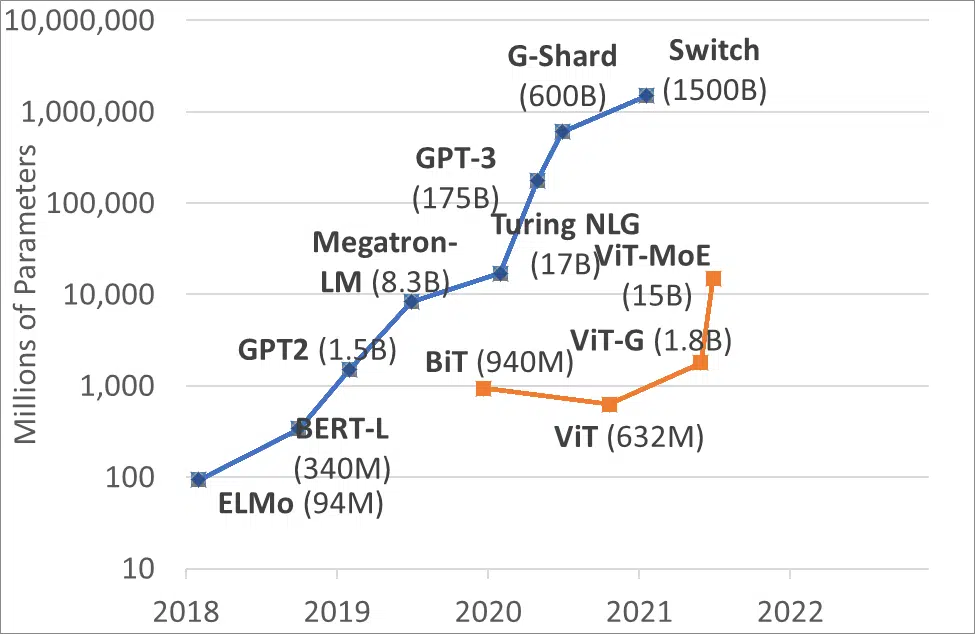 10,000,000
1,000,000
100,000
10,000
1,000
100
10
Millions of Parameters
2018
2019
2020
2021
2022
ELMo (94M)
BERT-L
(340M)
GPT2 (1.5B)
Megatron-
LM (8.3B)
Turing NLG
(17B)
GPT-3
(175B)
G-Shard
(600B)
Switch
(1500B)
BiT (940M)
ViT (632M)
ViT-G (1.8B)
ViT-MoE
(15B)